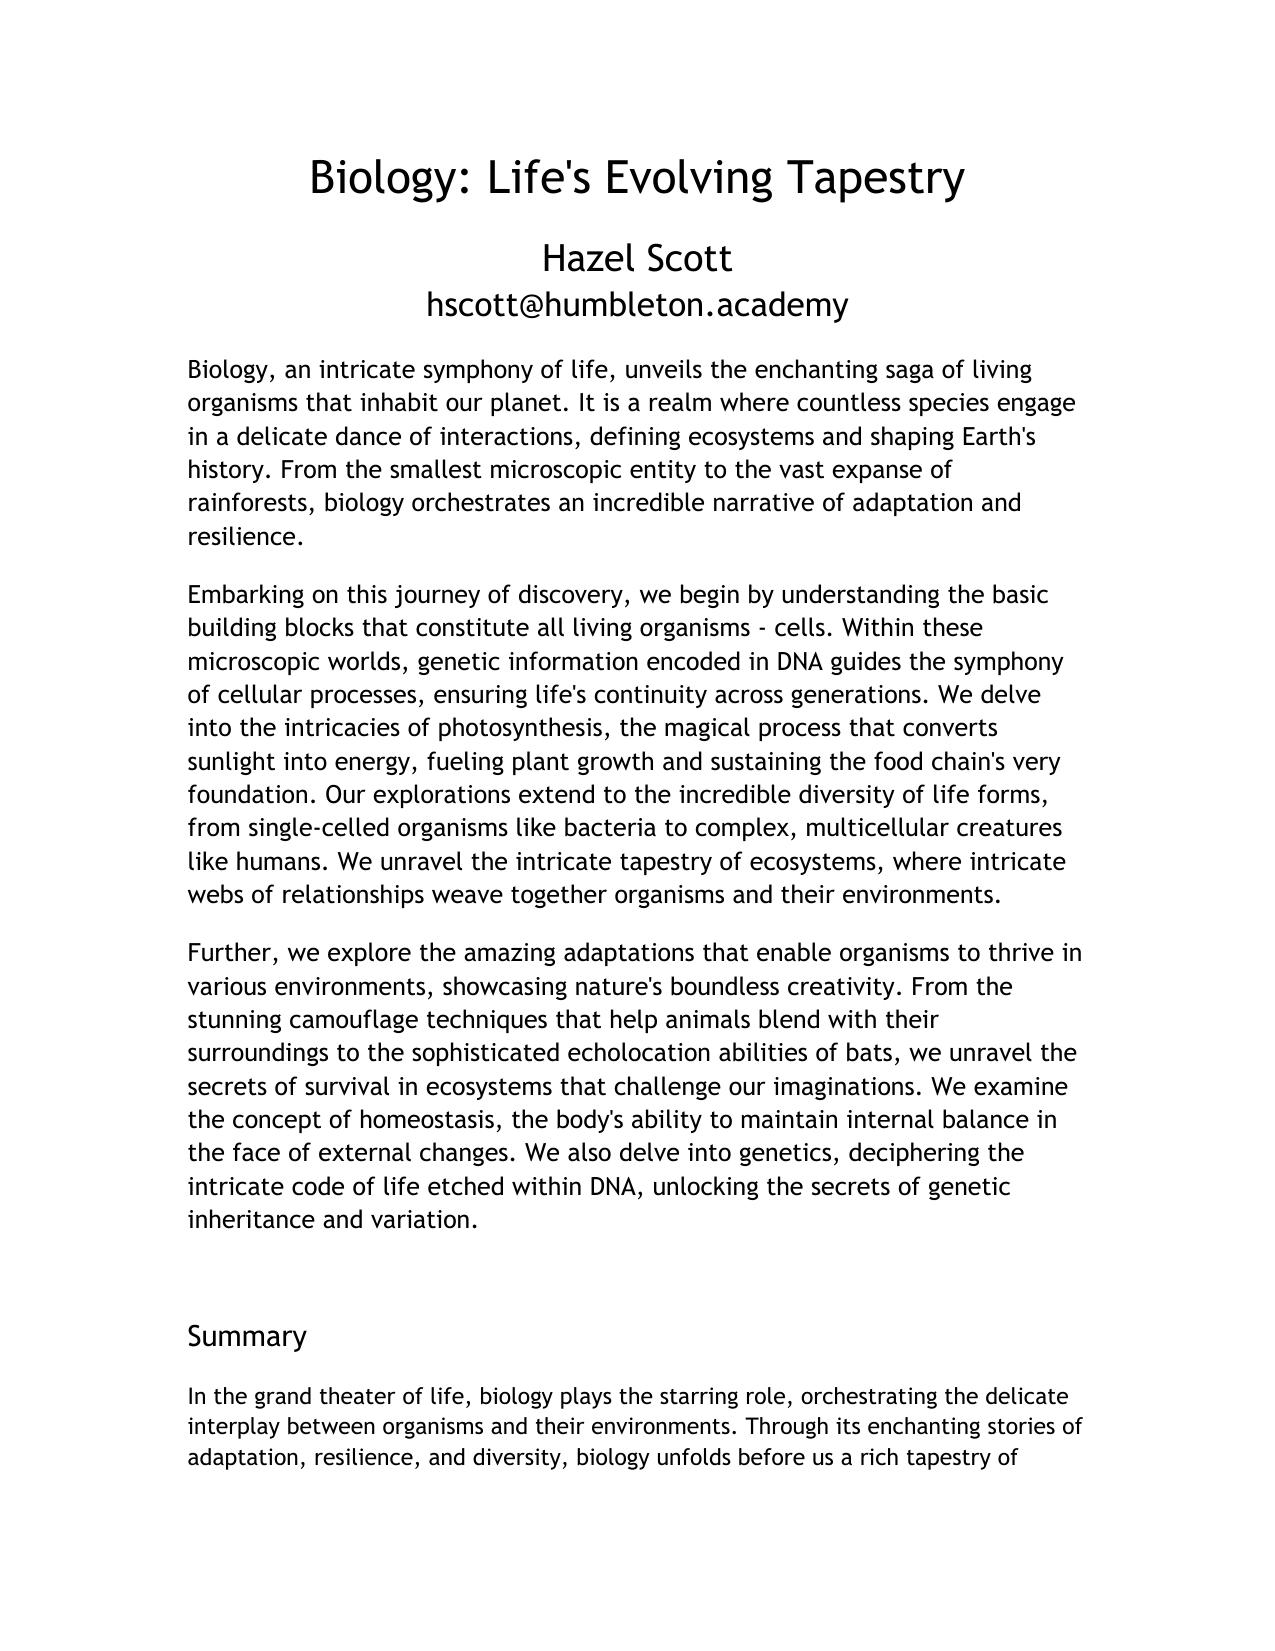 Biology: Life's Evolving Tapestry
Hazel Scott
hscott@humbleton.academy
Biology, an intricate symphony of life, unveils the enchanting saga of living
organisms that inhabit our planet. It is a realm where countless species engage
in a delicate dance of interactions, defining ecosystems and shaping Earth's
history. From the smallest microscopic entity to the vast expanse of
rainforests, biology orchestrates an incredible narrative of adaptation and
resilience.
Embarking on this journey of discovery, we begin by understanding the basic
building blocks that constitute all living organisms - cells. Within these
microscopic worlds, genetic information encoded in DNA guides the symphony
of cellular processes, ensuring life's continuity across generations. We delve
into the intricacies of photosynthesis, the magical process that converts
sunlight into energy, fueling plant growth and sustaining the food chain's very
foundation. Our explorations extend to the incredible diversity of life forms,
from single-celled organisms like bacteria to complex, multicellular creatures
like humans. We unravel the intricate tapestry of ecosystems, where intricate
webs of relationships weave together organisms and their environments.
Further, we explore the amazing adaptations that enable organisms to thrive in
various environments, showcasing nature's boundless creativity. From the
stunning camouflage techniques that help animals blend with their
surroundings to the sophisticated echolocation abilities of bats, we unravel the
secrets of survival in ecosystems that challenge our imaginations. We examine
the concept of homeostasis, the body's ability to maintain internal balance in
the face of external changes. We also delve into genetics, deciphering the
intricate code of life etched within DNA, unlocking the secrets of genetic
inheritance and variation.
Summary
In the grand theater of life, biology plays the starring role, orchestrating the delicate
interplay between organisms and their environments. Through its enchanting stories of
adaptation, resilience, and diversity, biology unfolds before us a rich tapestry of